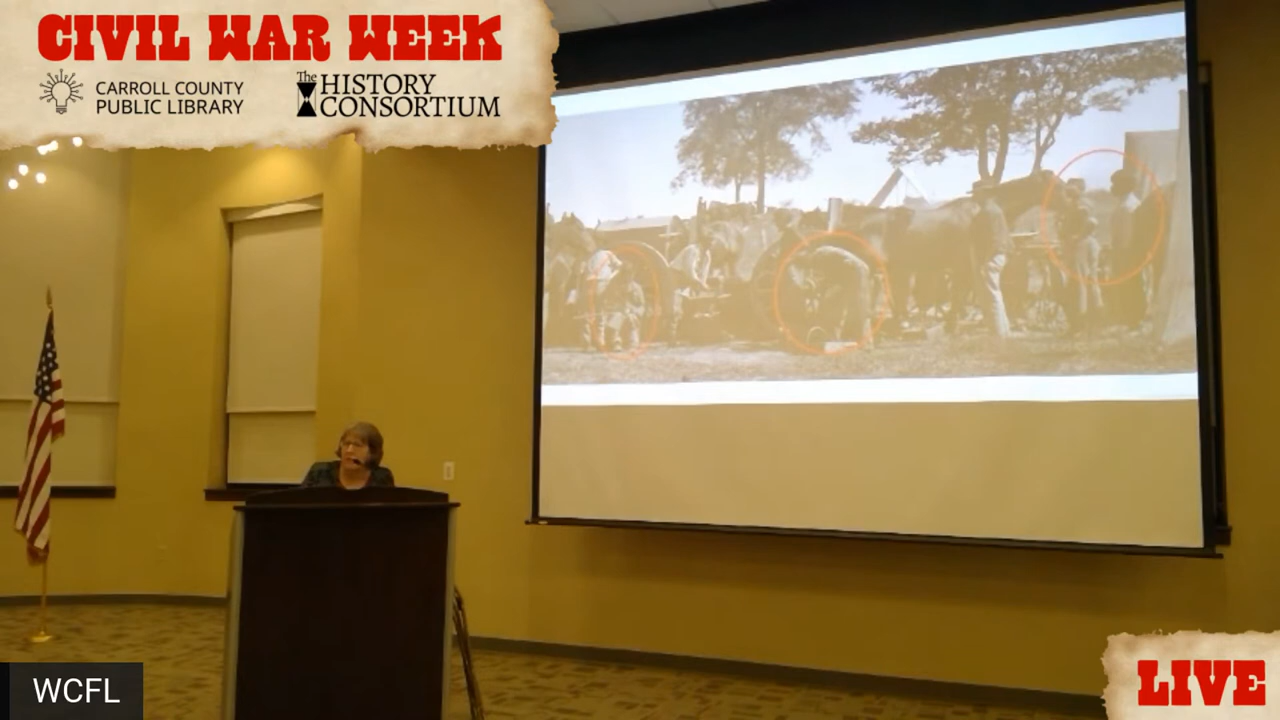 CIVIL WAR WEEK
CARROLL COUNTY
PUBLIC LIBRARY
The HISTORY
CONSORTIUM
WCFL
LIVE